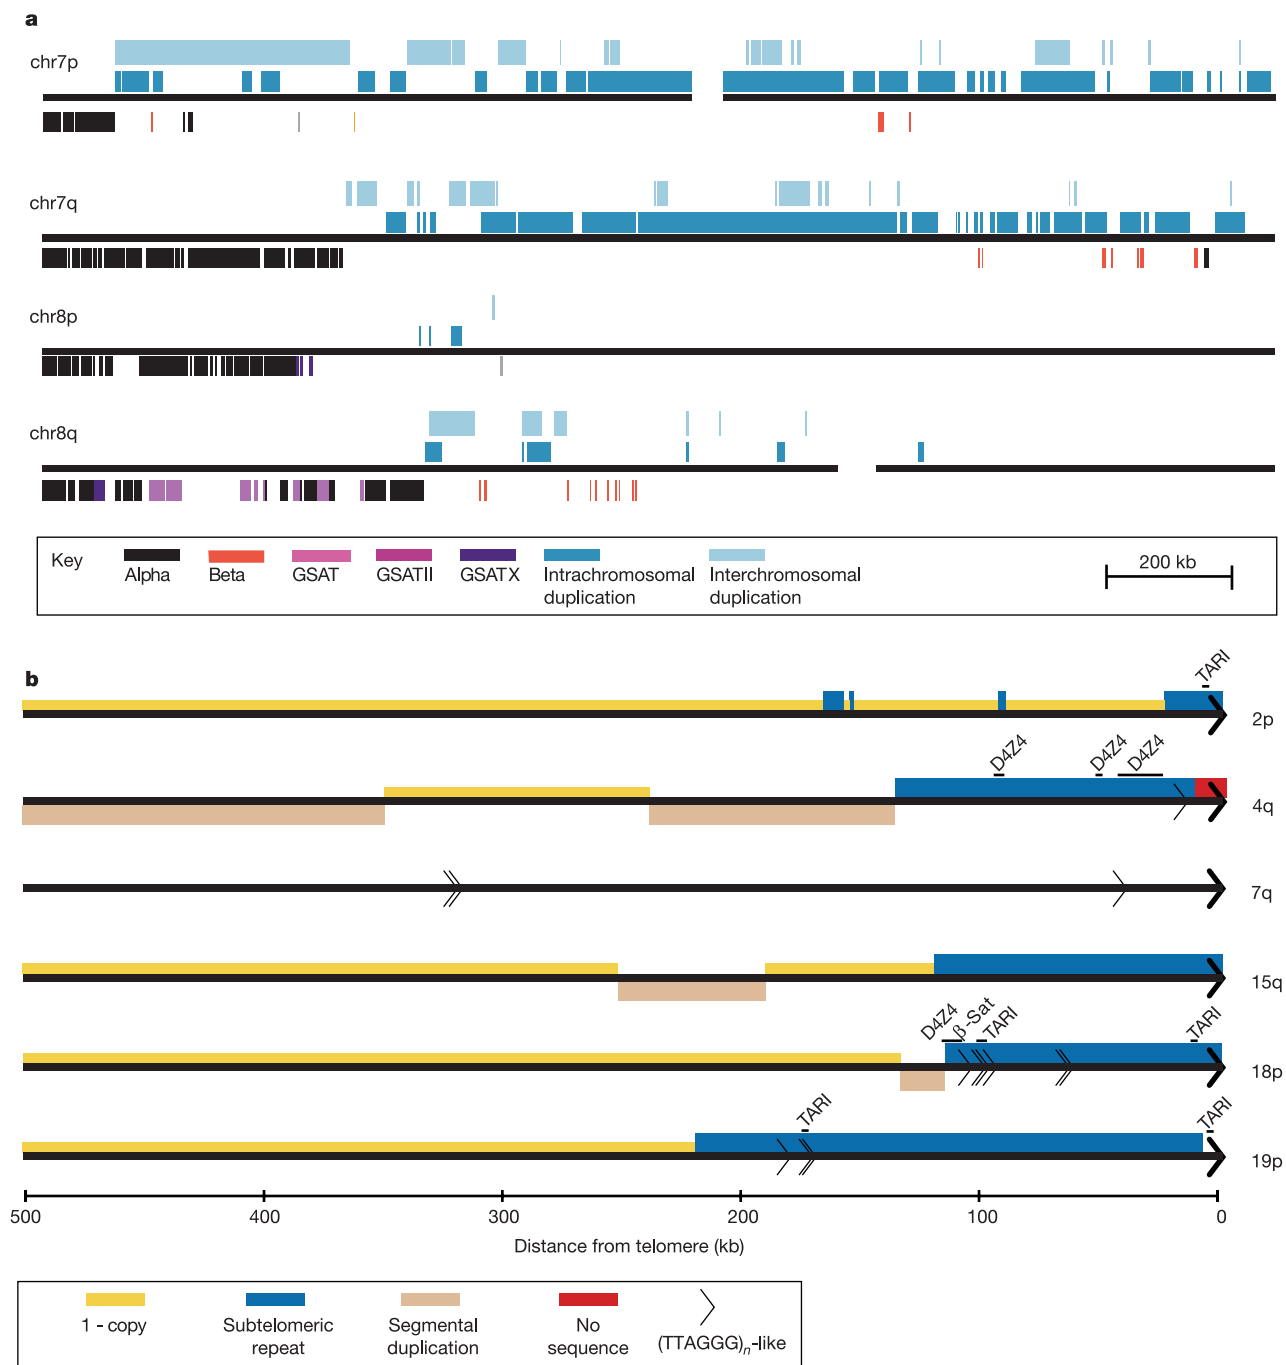 a
chr7p
chr7q
chr8p
chr8q
Key
Alpha
Beta
GSAT
GSATII
GSATX
Intrachromosomal
duplication
Interchromosomal
duplication
200 kb
b
TARI
2p
D4Z4
D4Z4
D4Z4
4q
7q
15q
D4Z4
β-Sat
TARI
TARI
18p
TARI
TARI
19p
500
400
300
200
100
0
Distance from telomere (kb)
1 - copy
Subtelomeric
repeat
Segmental
duplication
No
sequence
(TTAGGG)n-like